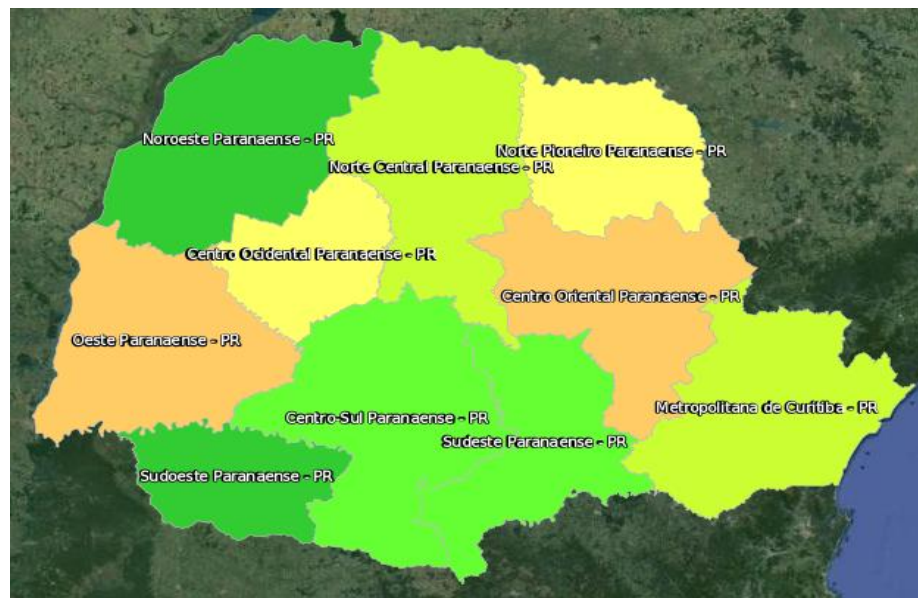 Noroeste Paranaense - PR
Norte Pioneiro Paranaense - PR
Norte Central Paranaense - PR
Centro Ocidental Paranaense - PR
Centro Oriental Paranaense - PR
Oeste Paranaense - PR
Metropolitana de Curitiba - PR
Centro-Sul Paranaense - PR
Sudeste Paranaense - PR
Sudoeste Paranaense - PR